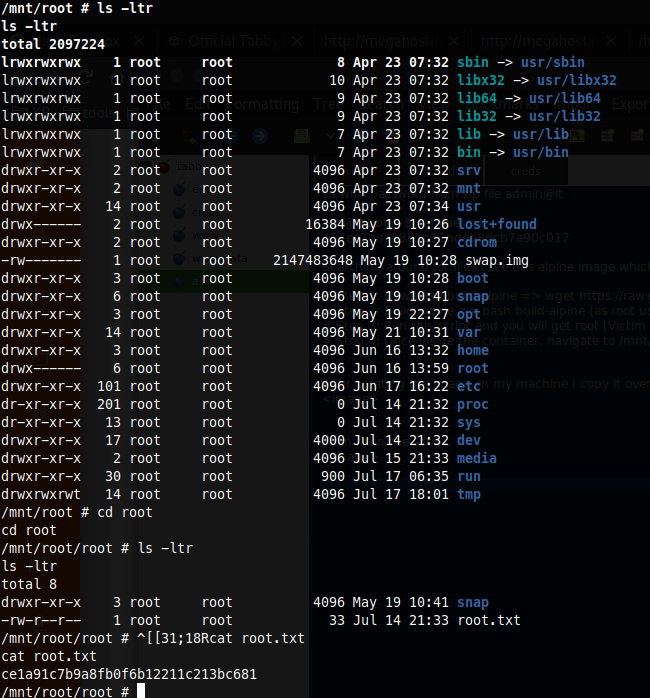 /mnt/root # ls -ltr
ls -ltr
total 2097224
lrwxrwxrwx 1 root root 8 Apr 23 07:32 sbin -> usr/sbin
lrwxrwxrwx 1 root root 10 Apr 23 07:32 libx32 -> usr/libx32
lrwxrwxrwx 1 root root 9 Apr 23 07:32 lib64 -> usr/lib64
lrwxrwxrwx 1 root root 9 Apr 23 07:32 lib32 -> usr/lib32
lrwxrwxrwx 1 root root 7 Apr 23 07:32 lib -> usr/lib
lrwxrwxrwx 1 root root 7 Apr 23 07:32 bin -> usr/bin
drwxr-xr-x 2 root root 4096 Apr 23 07:32 srv
drwxr-xr-x 2 root root 4096 Apr 23 07:32 mnt
drwxr-xr-x 14 root root 4096 Apr 23 07:34 usr
drwx------ 2 root root 16384 May 19 10:26 lost+found
drwxr-xr-x 2 root root 4096 May 19 10:27 cdrom
-rw------- 1 root root 2147483648 May 19 10:28 swap.img
drwxr-xr-x 3 root root 4096 May 19 10:28 boot
drwxr-xr-x 6 root root 4096 May 19 10:41 snap
drwxr-xr-x 3 root root 4096 May 19 22:27 opt
drwxr-xr-x 14 root root 4096 May 21 10:31 var
drwxr-xr-x 3 root root 4096 Jun 16 13:32 home
drwx------ 6 root root 4096 Jun 16 13:59 root
drwxr-xr-x 101 root root 4096 Jun 17 16:22 etc
dr-xr-xr-x 201 root root 0 Jul 14 21:32 proc
dr-xr-xr-x 13 root root 0 Jul 14 21:32 sys
drwxr-xr-x 17 root root 4000 Jul 14 21:32 dev
drwxr-xr-x 2 root root 4096 Jul 15 21:33 media
drwxr-xr-x 30 root root 900 Jul 17 06:35 run
drwxrwxrwt 14 root root 4096 Jul 17 18:01 tmp
/mnt/root # cd root
cd root
/mnt/root/root # ls -ltr
ls -ltr
total 8
drwxr-xr-x 3 root root 4096 May 19 10:41 snap
-rw-r--r-- 1 root root 33 Jul 14 21:33 root.txt
/mnt/root/root # ^[[31;18Rcat root.txt
cat root.txt
ce1a91c7b9a8fb0f6b12211c213bc681
/mnt/root/root #